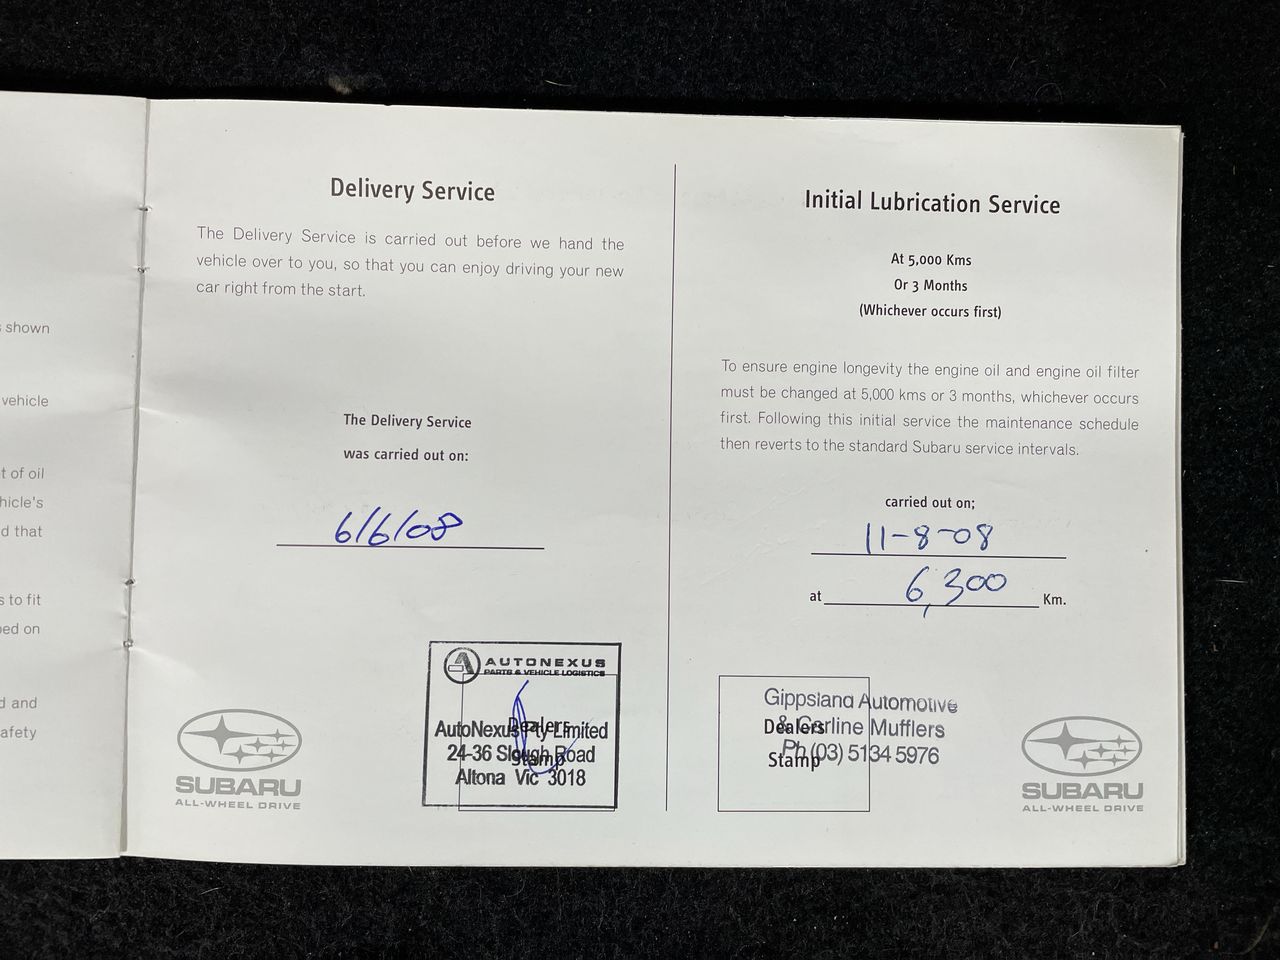 s shown
vehicle
t of oil
hicle's
d that
s to fit
ped on
d and
afety
Delivery Service
The Delivery Service is carried out before we hand the
vehicle over to you, so that you can enjoy driving your new
car right from the start.
The Delivery Service
was carried out on:
6/6/08
AUTONEXUS
PARTS & VEHICLE LOGISTICS
Dealers
Stamp
AutoNexus Pty Limited
24-36 Slough Road
Altona Vic 3018
SUBARU
ALL-WHEEL DRIVE
Initial Lubrication Service
At 5,000 Kms
Or 3 Months
(Whichever occurs first)
To ensure engine longevity the engine oil and engine oil filter
must be changed at 5,000 kms or 3 months, whichever occurs
first. Following this initial service the maintenance schedule
then reverts to the standard Subaru service intervals.
carried out on;
11-8-08
at 6,300 Km.
Gippsland Automotive
& Carline Mufflers
Ph (03) 5134 5976
Dealers
Stamp
SUBARU
ALL-WHEEL DRIVE